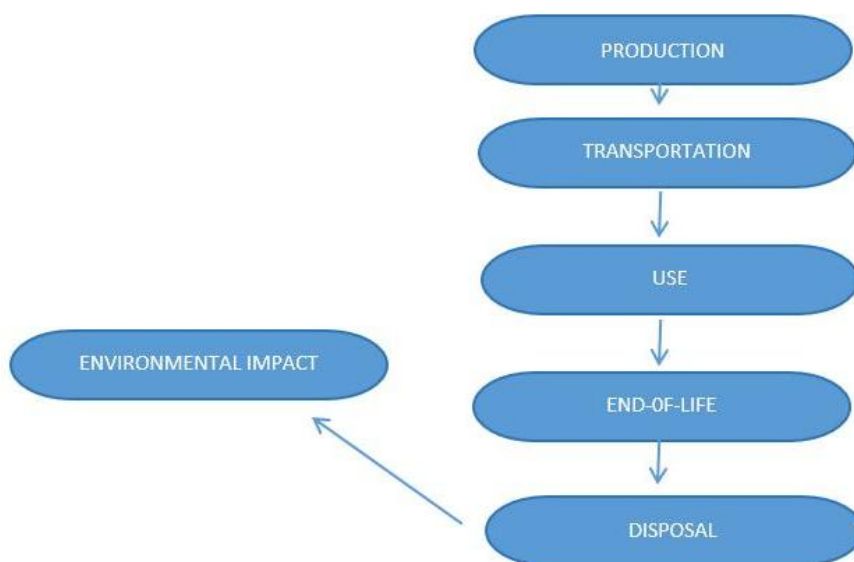 PRODUCTION
TRANSPORTATION
USE
ENVIRONMENTAL IMPACT
END-0F-LIFE
DISPOSAL